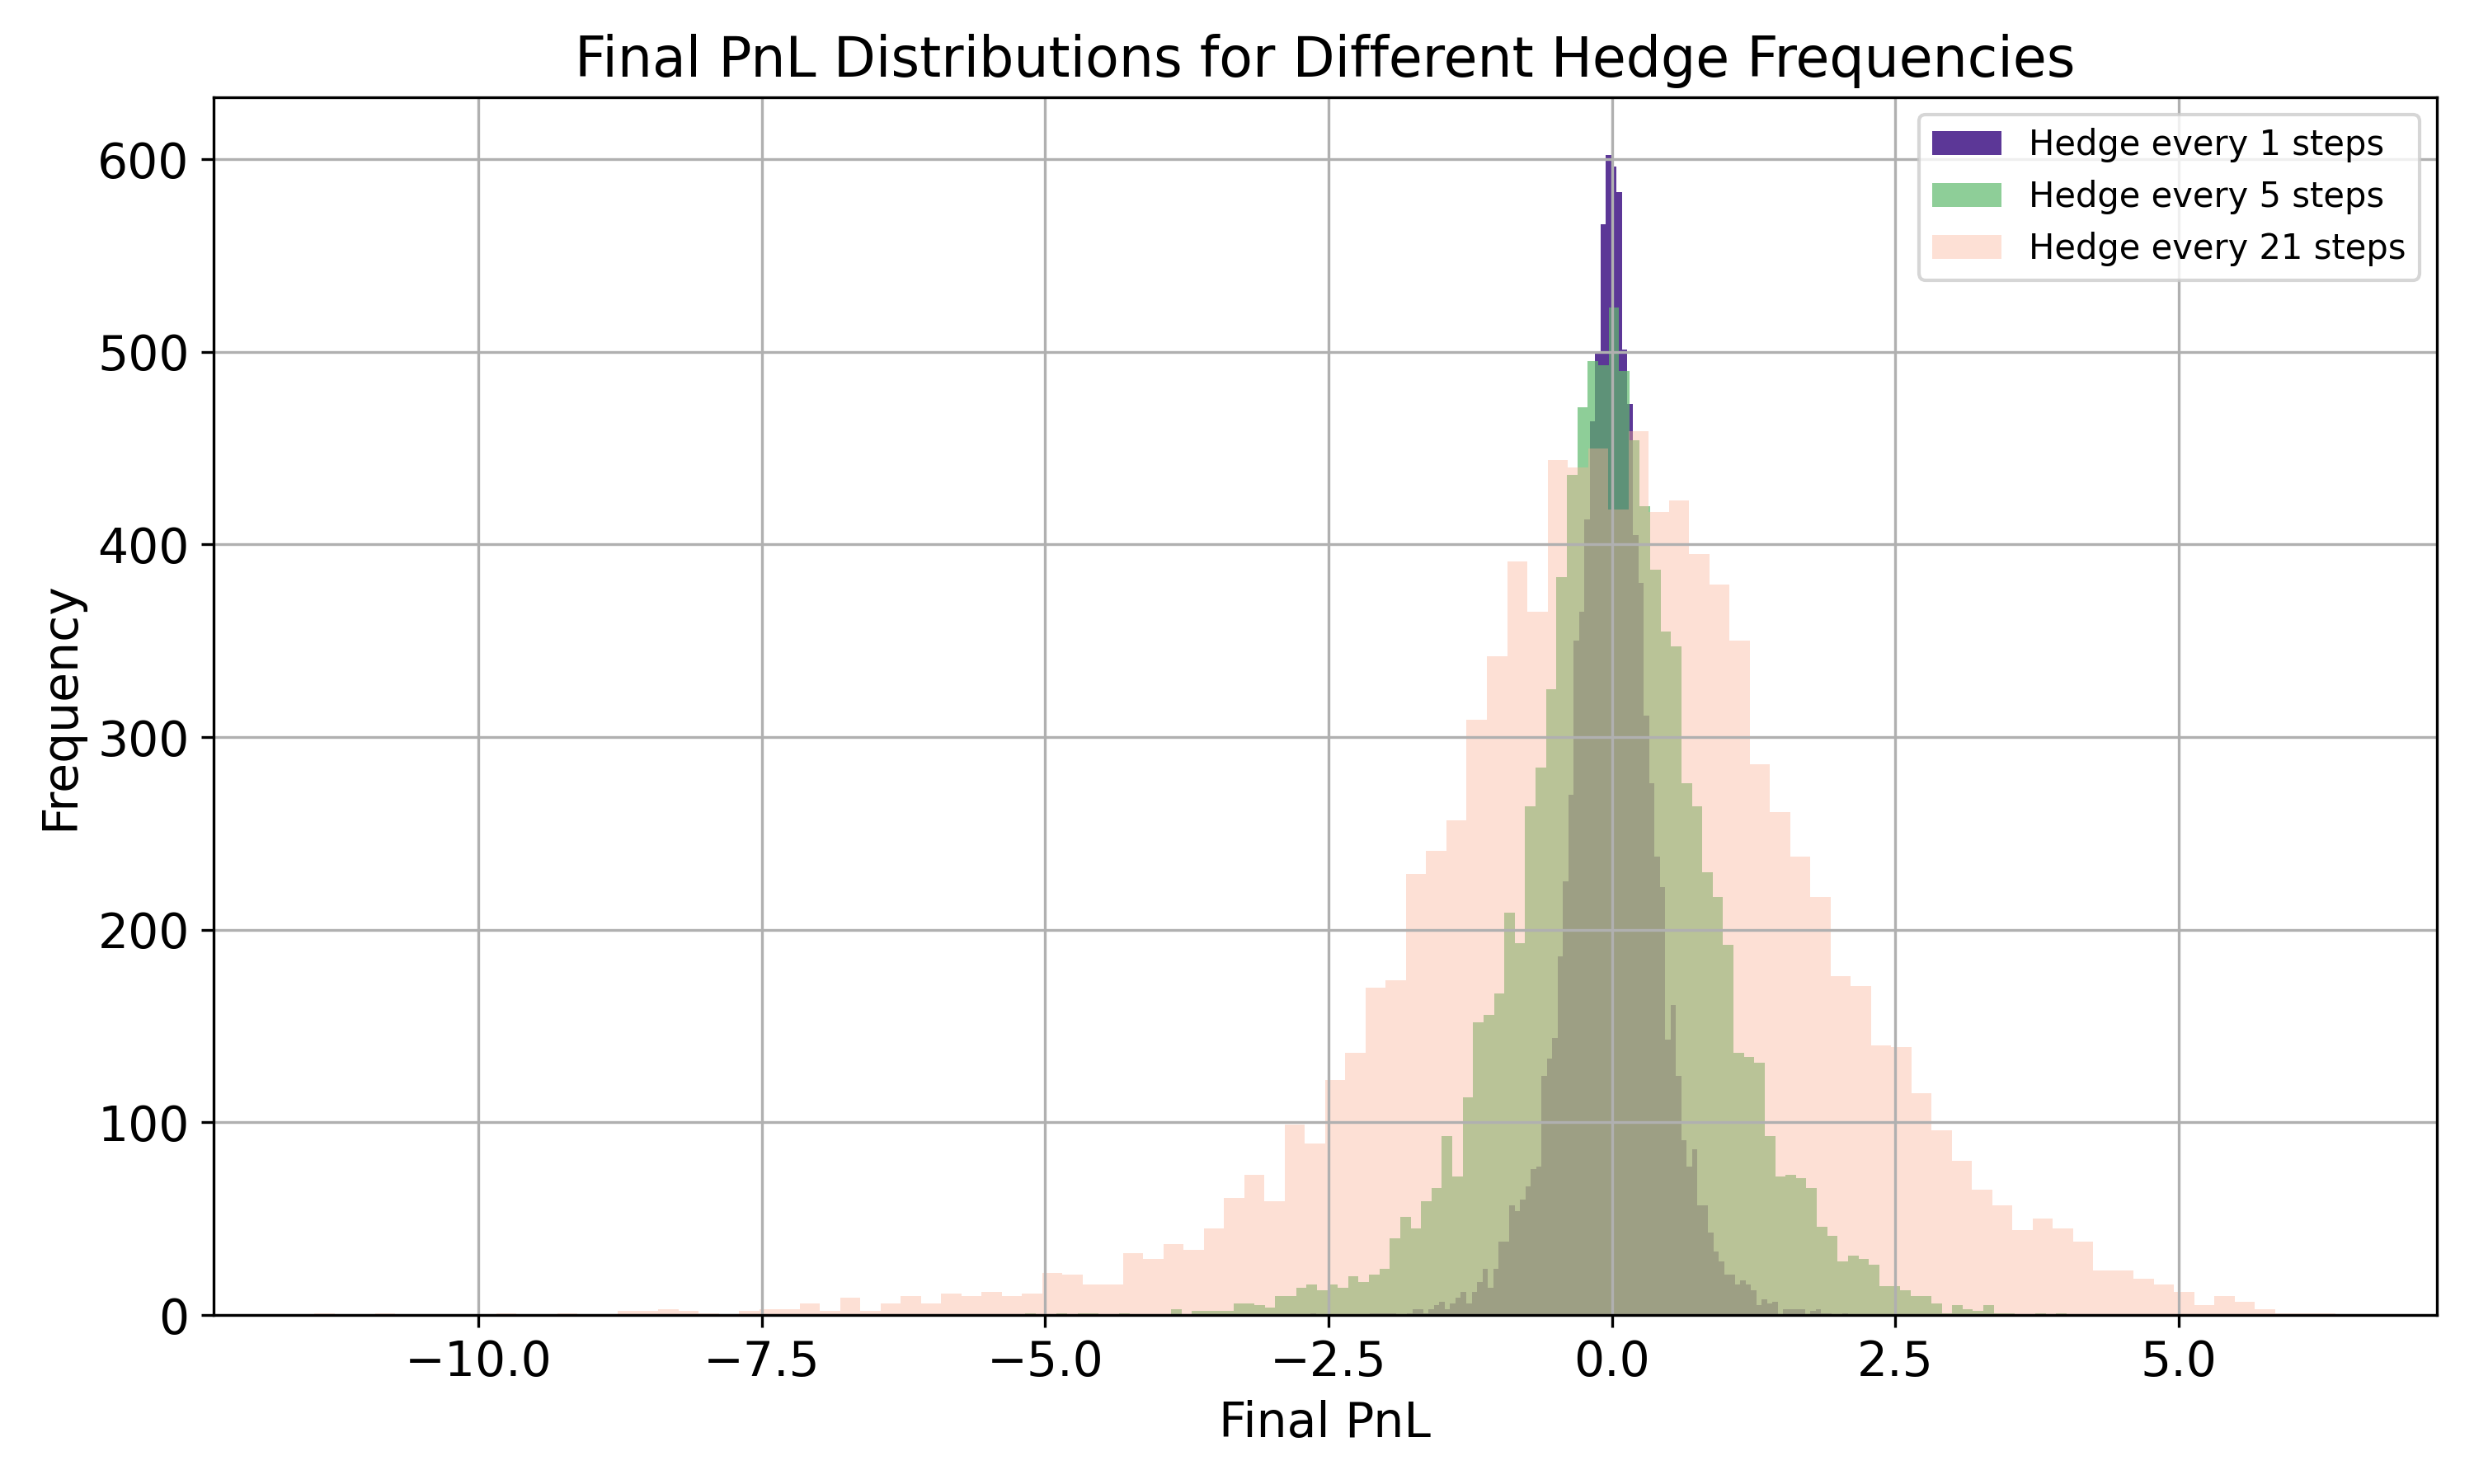 Final PnL Distributions for Different Hedge Frequencies
Hedge every 1 steps
Hedge every 5 steps
Hedge every 21 steps
Frequency
600
500
400
300
200
100
0
−10.0 −7.5 −5.0 −2.5 0.0 2.5 5.0
Final PnL